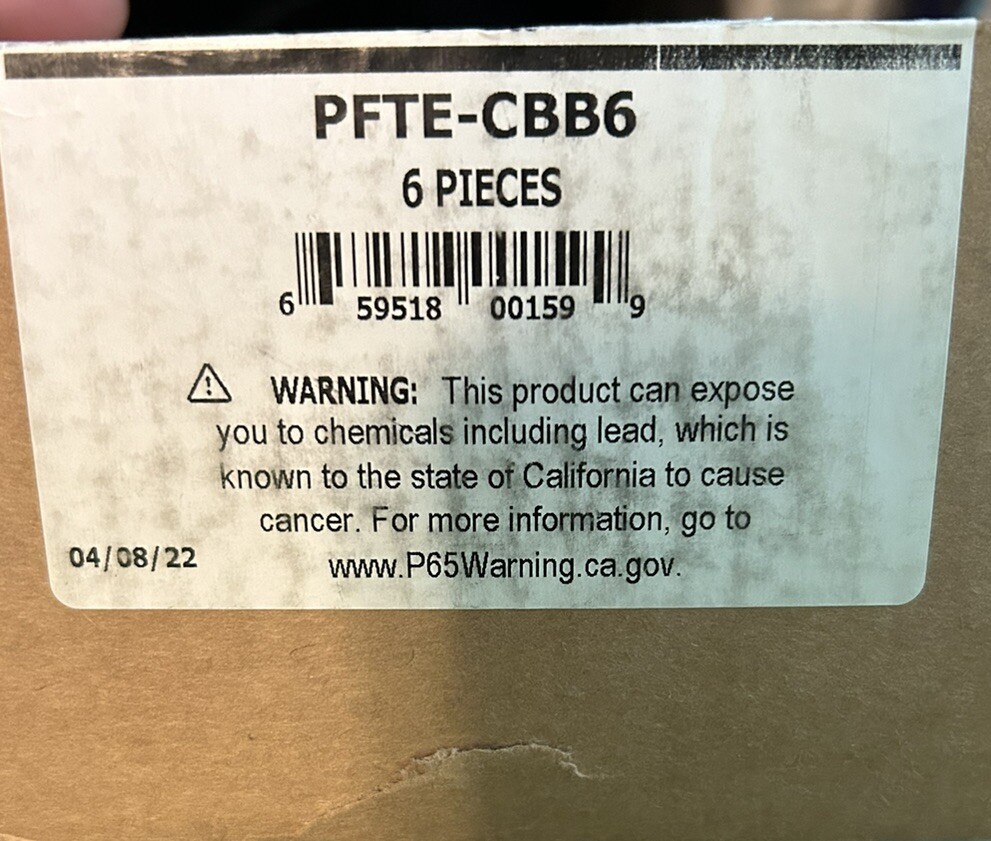 PFTE-CBB6
6 PIECES
6 59518 00159 9
WARNING: This product can expose
you to chemicals including lead, which is
known to the state of California to cause
cancer. For more information, go to
04/08/22 www.P65Warning.ca.gov.